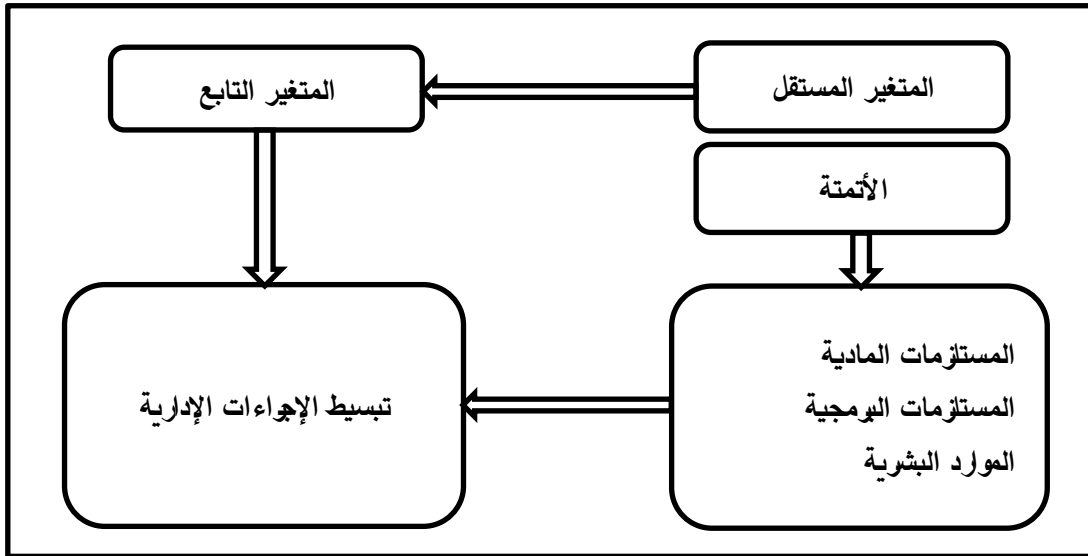 المتغير المستقل
المتغير التابع
الأتمتة
المستلزمات المادية
المستلزمات البرمجية
الموارد البشرية
تبسيط الإجراءات الإدارية